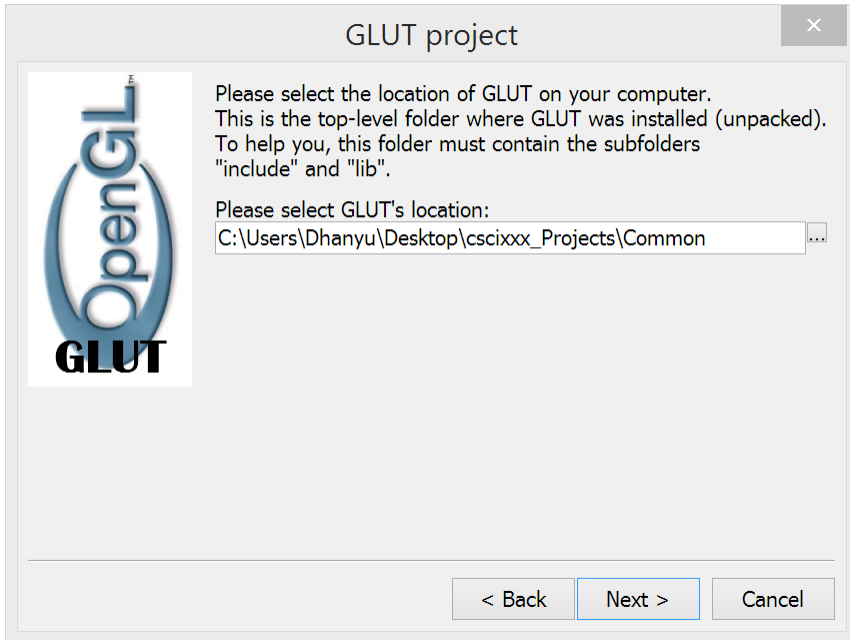 GLUT project
OpenGL™
GLUT
Please select the location of GLUT on your computer.
This is the top-level folder where GLUT was installed (unpacked).
To help you, this folder must contain the subfolders
"include" and "lib".
Please select GLUT's location:
C:\Users\Dhanyu\Desktop\cscixxx_Projects\Common
...
< Back
Next >
Cancel